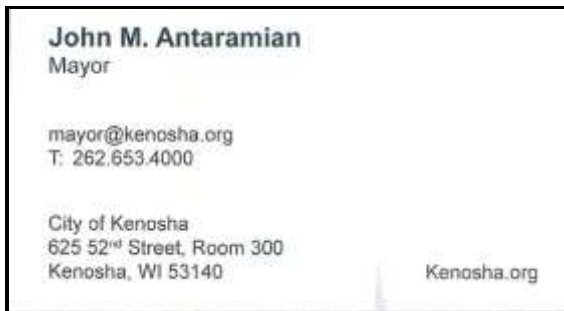 John M. Antaramian
Mayor
mayor@kenosha.org
T: 262.653.4000
City of Kenosha
625 52nd Street, Room 300
Kenosha, WI 53140
Kenosha.org